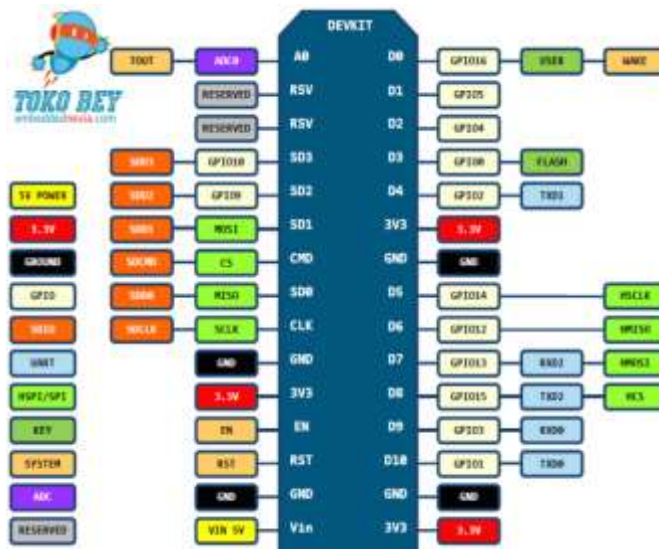 DEVKIT
TOUT ADC0 A0 D0 GPIO16 USER WAKE
RESERVED RSV D1 GPIO5
TOKO BEY
embeddednesia.com
RESERVED RSV D2 GPIO4
GPIO10 SD3 D3 GPIO0 FLASH
5V POWER SDD2 GPIO9 SD2 D4 GPIO2 TXD1
3.3V MOSI SD1 3V3 3.3V
GROUND SDCMD CS CMD GND GND
GPIO SDD0 MISO SD0 D5 GPIO14 HSCLK
SDIO SDCLK SCLK CLK D6 GPIO12 HMISO
UART GND GND D7 GPIO13 RXD2 HMOSI
HSPI/SPI 3.3V 3V3 D8 GPIO15 TXD2 HCS
KEY EN EN D9 GPIO3 RXD0
SYSTEM RST RST D10 GPIO1 TXD0
ADC GND GND GND GND
RESERVED VIN 5V Vin 3V3 3.3V